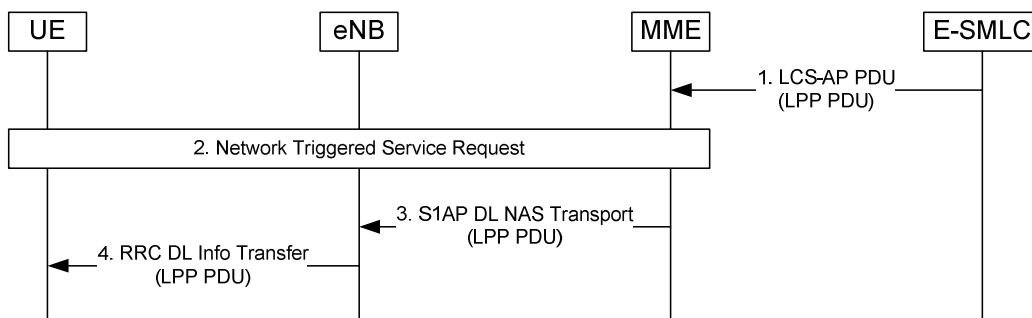 UE
eNB
MME
E-SMLC
1. LCS-AP PDU
(LPP PDU)
2. Network Triggered Service Request
3. S1AP DL NAS Transport
(LPP PDU)
4. RRC DL Info Transfer
(LPP PDU)